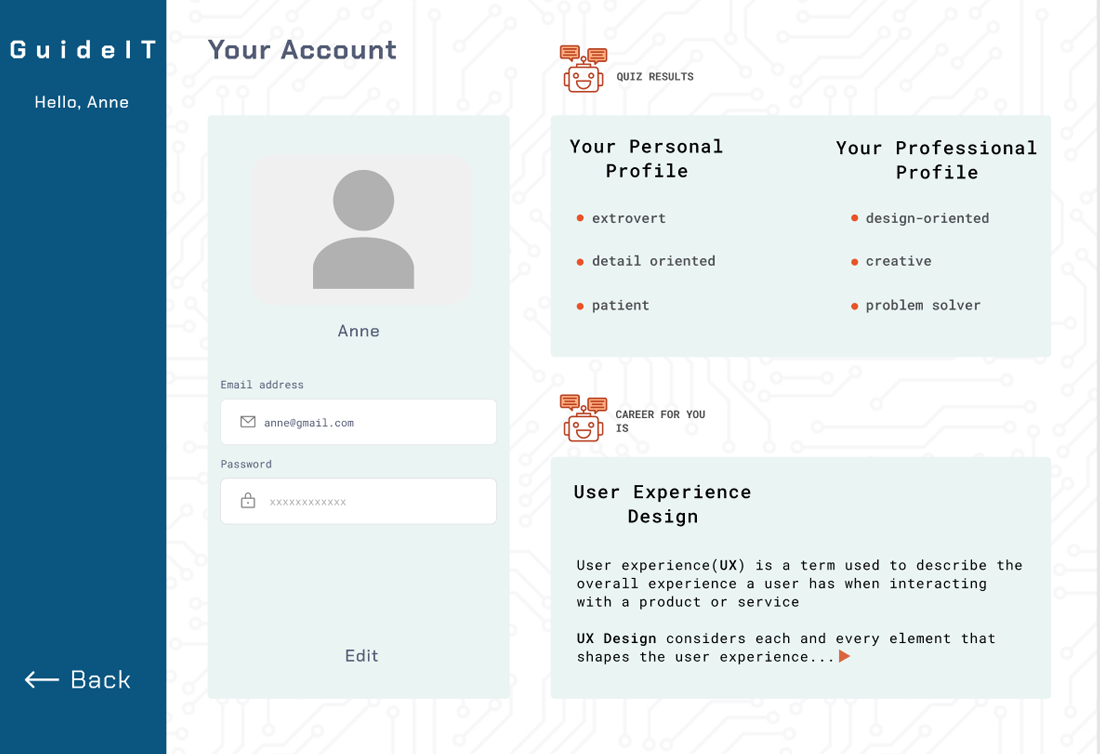 GuideIT
Hello, Anne
Back
Your Account
Anne
Email address
anne@gmail.com
Password
xxxxxxxxxxxx
Edit
QUIZ RESULTS
Your Personal
Profile
extrovert
detail oriented
patient
Your Professional
Profile
design-oriented
creative
problem solver
CAREER FOR YOU
IS
User Experience
Design
User experience(UX) is a term used to describe the
overall experience a user has when interacting
with a product or service
UX Design considers each and every element that
shapes the user experience...